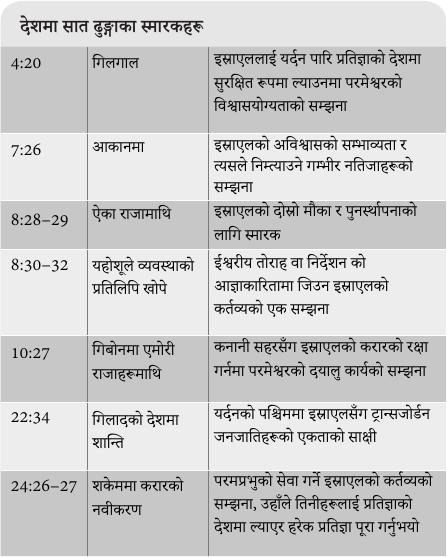 देशमा सात ढुङ्गाका स्मारकहरू
4:20 गिलगाल इस्राएललाई यर्दन पारि प्रतिज्ञाको देशमा
सुरक्षित रूपमा ल्याउनमा परमेश्वरको
विश्वासयोग्यताको सम्झना
7:26 आकानमा इस्राएलको अविश्वासको सम्भाव्यता र
त्यसले निम्त्याउने गम्भीर नतिजाहरूको
सम्झना
8:28–29 ऐका राजामाथि इस्राएलको दोस्रो मौका र पुनर्स्थापनाको
लागि स्मारक
8:30–32 यहोशूले व्यवस्थाको ईश्वरीय तोराह वा निर्देशन को
प्रतिलिपि खोपे आज्ञाकारितामा जिउन इस्राएलको
कर्तव्यको एक सम्झना
10:27 गिबोनमा एमोरी कनानी सहरसँग इस्राएलको करारको रक्षा
राजाहरूमाथि गर्नमा परमेश्वरको दयालु कार्यको सम्झना
22:34 गिलादको देशमा यर्दनको पश्चिममा इस्राएलसँग ट्रान्सजोर्डन
शान्ति जनजातिहरूको एकताको साक्षी
24:26–27 शकेममा करारको परमप्रभुको सेवा गर्ने इस्राएलको कर्तव्यको
नवीकरण सम्झना, उहाँले तिनीहरूलाई प्रतिज्ञाको
देशमा ल्याएर हरेक प्रतिज्ञा पूरा गर्नुभयो